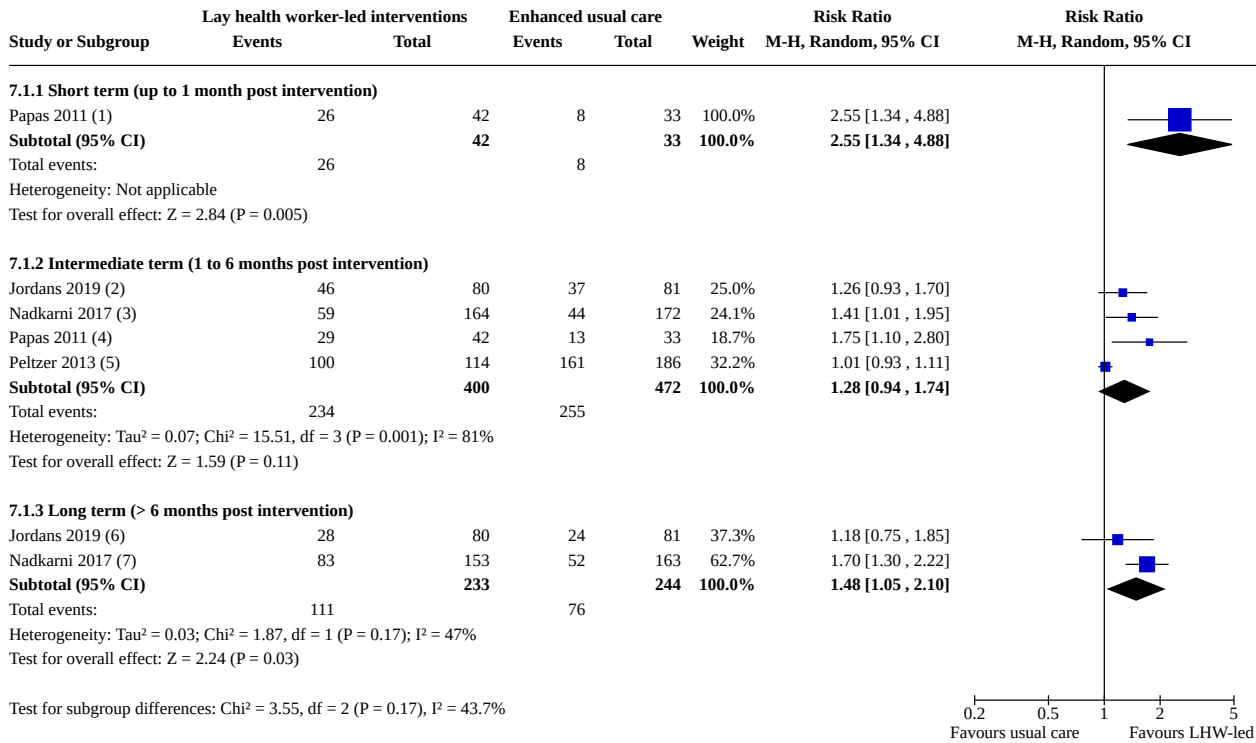 Lay health worker-led interventions Enhanced usual care Risk Ratio Risk Ratio
Study or Subgroup Events Total Events Total Weight M-H, Random, 95% CI M-H, Random, 95% CI
7.1.1 Short term (up to 1 month post intervention)
Papas 2011 (1) 26 42 8 33 100.0% 2.55 [1.34 , 4.88]
Subtotal (95% CI) 42 33 100.0% 2.55 [1.34 , 4.88]
Total events: 26 8
Heterogeneity: Not applicable
Test for overall effect: Z = 2.84 (P = 0.005)
7.1.2 Intermediate term (1 to 6 months post intervention)
Jordans 2019 (2) 46 80 37 81 25.0% 1.26 [0.93 , 1.70]
Nadkarni 2017 (3) 59 164 44 172 24.1% 1.41 [1.01 , 1.95]
Papas 2011 (4) 29 42 13 33 18.7% 1.75 [1.10 , 2.80]
Peltzer 2013 (5) 100 114 161 186 32.2% 1.01 [0.93 , 1.11]
Subtotal (95% CI) 400 472 100.0% 1.28 [0.94 , 1.74]
Total events: 234 255
Heterogeneity: Tau² = 0.07; Chi² = 15.51, df = 3 (P = 0.001); I² = 81%
Test for overall effect: Z = 1.59 (P = 0.11)
7.1.3 Long term (> 6 months post intervention)
Jordans 2019 (6) 28 80 24 81 37.3% 1.18 [0.75 , 1.85]
Nadkarni 2017 (7) 83 153 52 163 62.7% 1.70 [1.30 , 2.22]
Subtotal (95% CI) 233 244 100.0% 1.48 [1.05 , 2.10]
Total events: 111 76
Heterogeneity: Tau² = 0.03; Chi² = 1.87, df = 1 (P = 0.17); I² = 47%
Test for overall effect: Z = 2.24 (P = 0.03)
Test for subgroup differences: Chi² = 3.55, df = 2 (P = 0.17), I² = 43.7%
0.2 0.5 1 2 5
Favours usual care Favours LHW-led